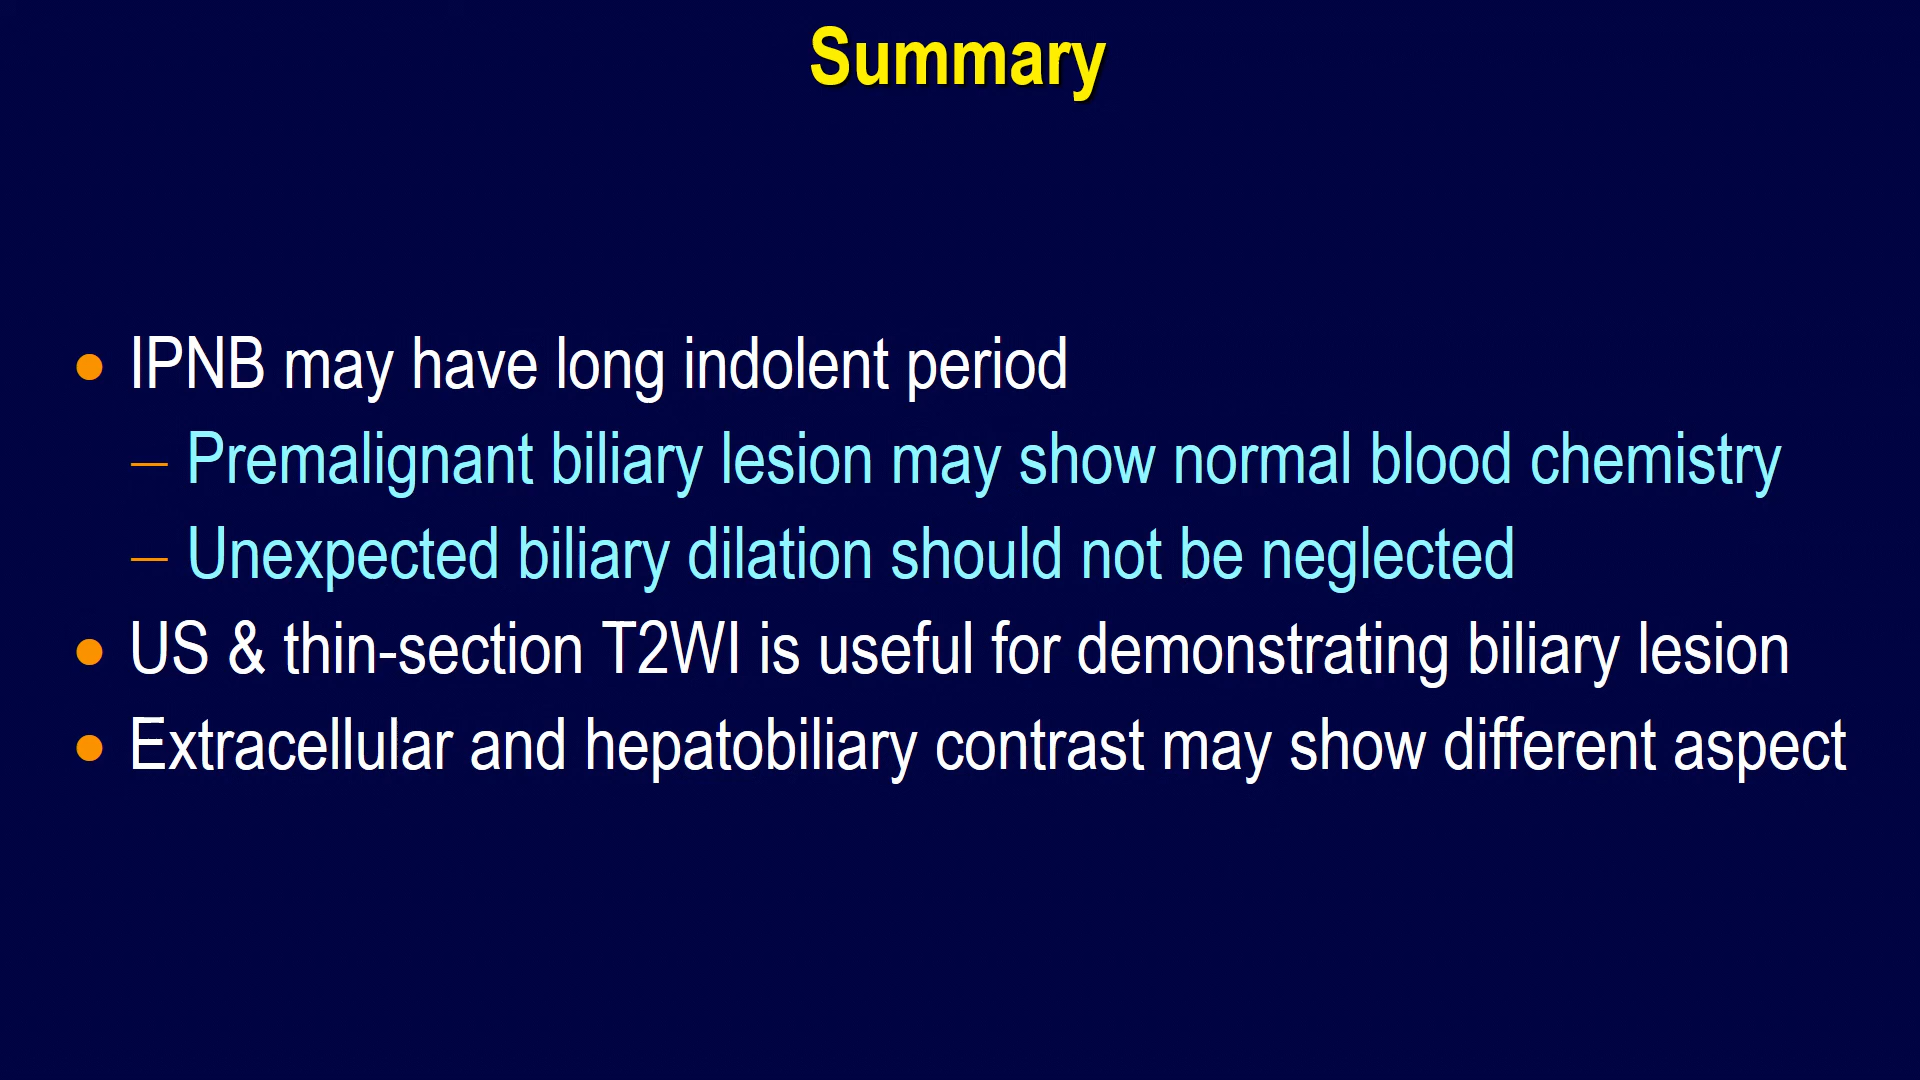 Summary
• IPNB may have long indolent period
– Premalignant biliary lesion may show normal blood chemistry
– Unexpected biliary dilation should not be neglected
• US & thin-section T2WI is useful for demonstrating biliary lesion
• Extracellular and hepatobiliary contrast may show different aspect